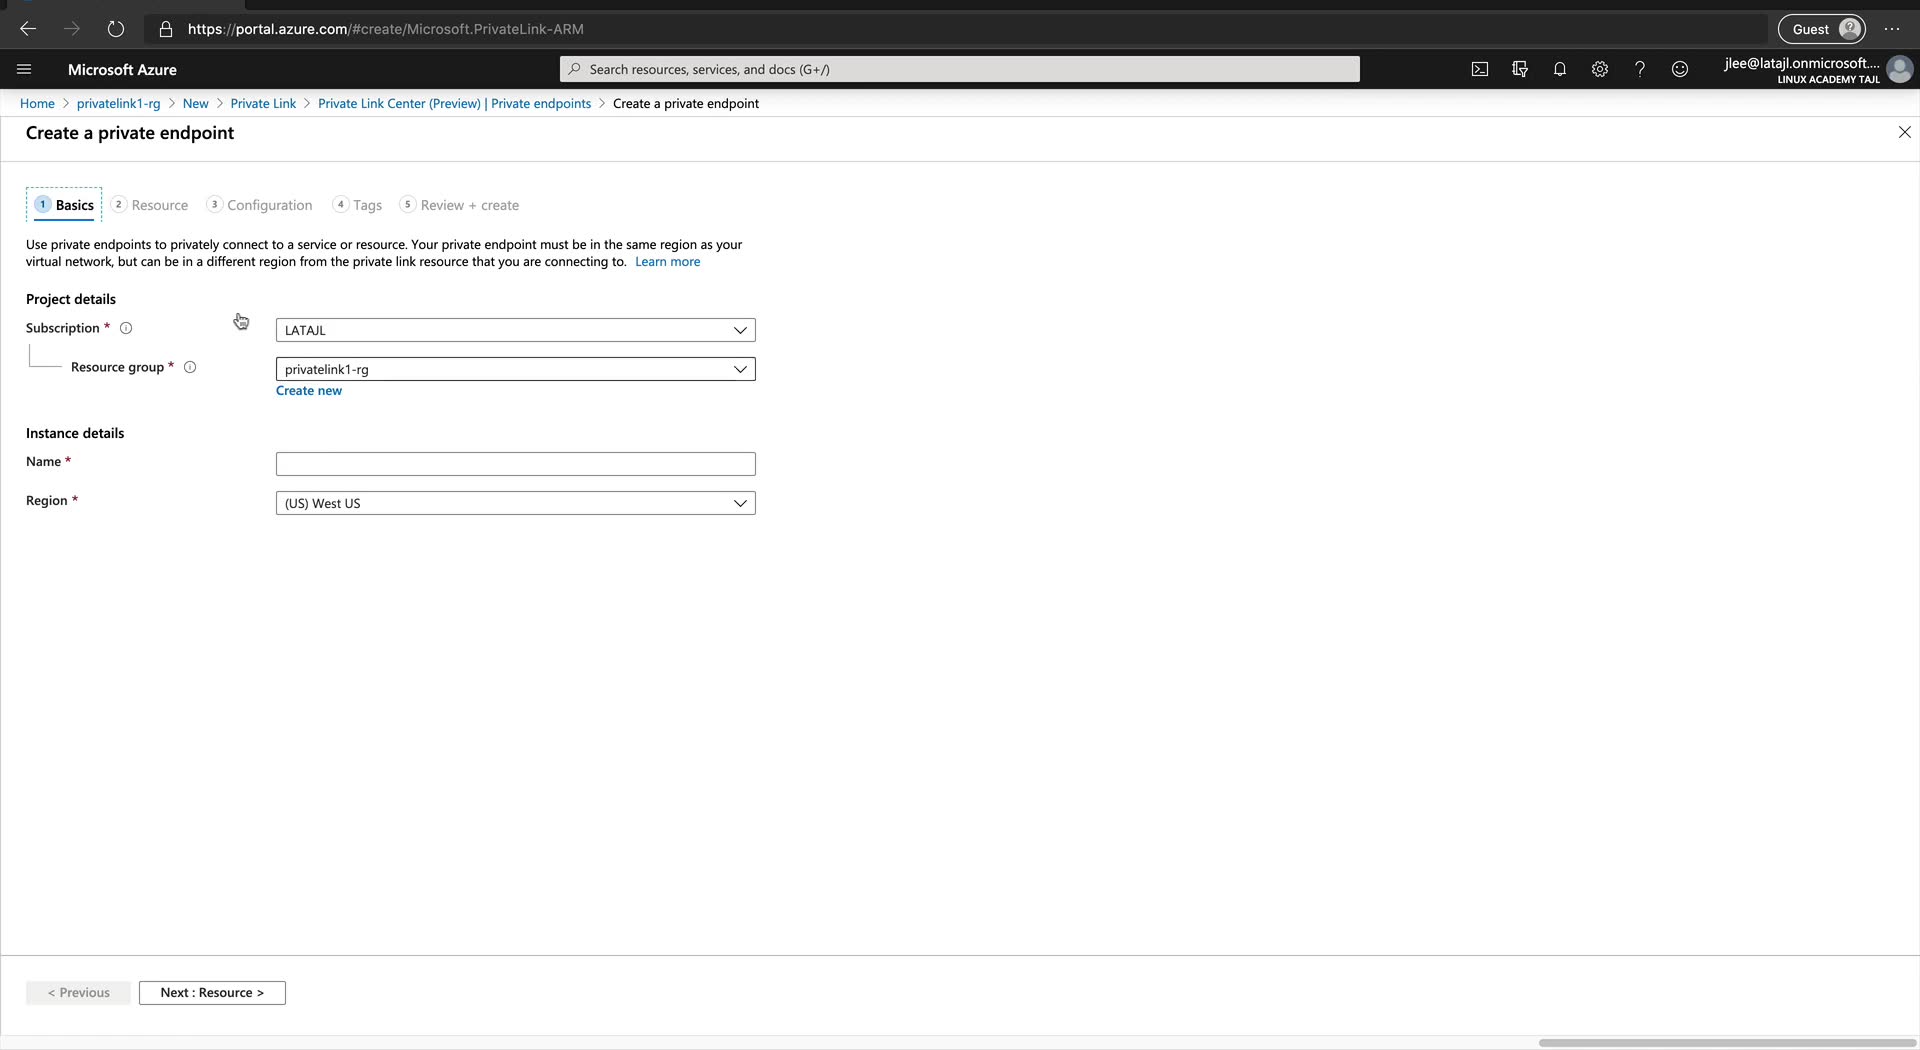 https://portal.azure.com/#create/Microsoft.PrivateLink-ARM
Guest
Microsoft Azure
Search resources, services, and docs (G+/)
jlee@latajl.onmicrosoft....
LINUX ACADEMY TAJL
Home > privatelink1-rg > New > Private Link > Private Link Center (Preview) | Private endpoints > Create a private endpoint
Create a private endpoint
1 Basics 2 Resource 3 Configuration 4 Tags 5 Review + create
Use private endpoints to privately connect to a service or resource. Your private endpoint must be in the same region as your
virtual network, but can be in a different region from the private link resource that you are connecting to. Learn more
Project details
Subscription * LATAJL
Resource group * privatelink1-rg
Create new
Instance details
Name *
Region * (US) West US
< Previous Next : Resource >